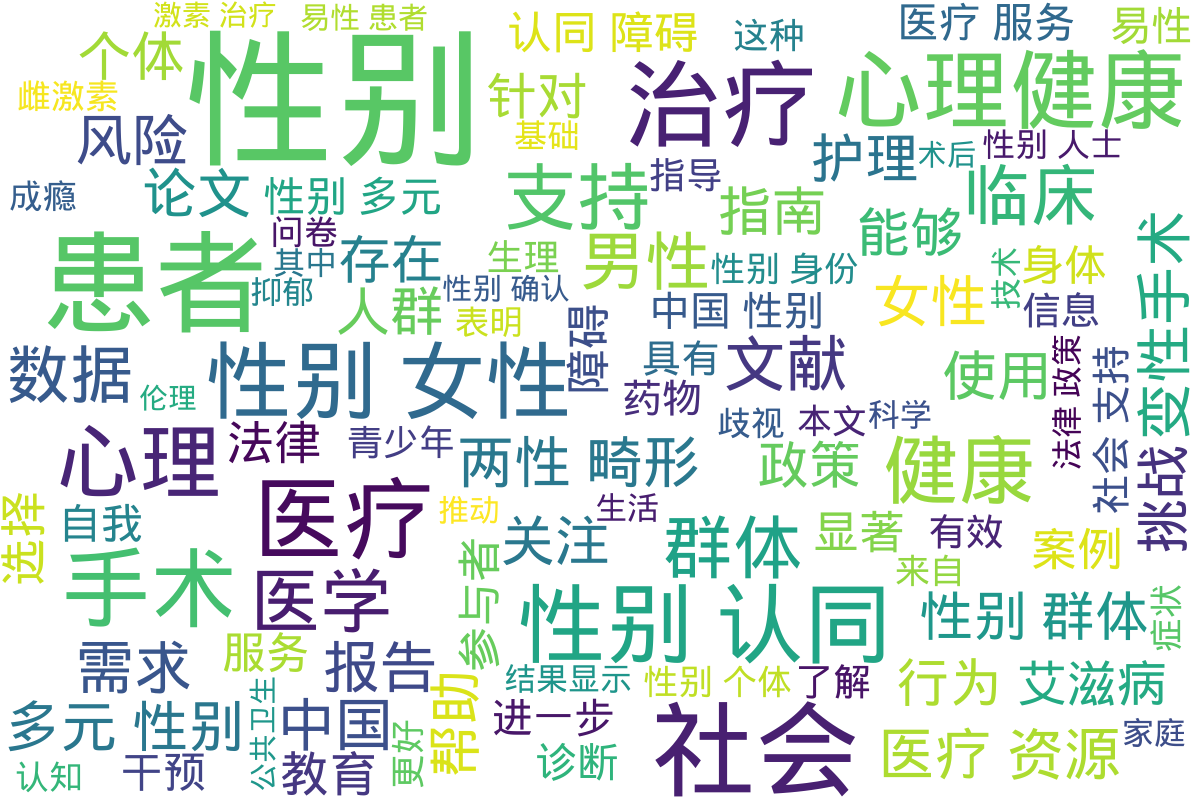 激素 治疗
易性 患者
认同 障碍
这种
医疗 服务
易性
个体
性别
治疗
心理健康
雌激素
针对
风险
基础
护理
术后
性别 人士
指导
成瘾
论文
性别 多元
支持
指南
临床
问卷
能够
变性手术
患者
其中
存在
生理
男性
性别 身份
技术
身体
抑郁
性别 确认
人群
表明
中国 性别
女性
信息
障碍
数据
性别 女性
具有
文献
使用
法律 政策
社会 支持
伦理
药物
歧视
本文
科学
心理
法律
青少年
两性 畸形
政策
健康
挑战
选择
自我
医疗
推动
生活
关注
群体
显著
有效
案例
手术
医学
参与者
来自
性别 认同
性别 群体
症状
需求
服务
报告
结果显示
性别 个体
了解
行为
艾滋病
多元 性别
公共卫生
中国
帮助
进一步
社会
医疗 资源
家庭
认知
干预
教育
更好
诊断